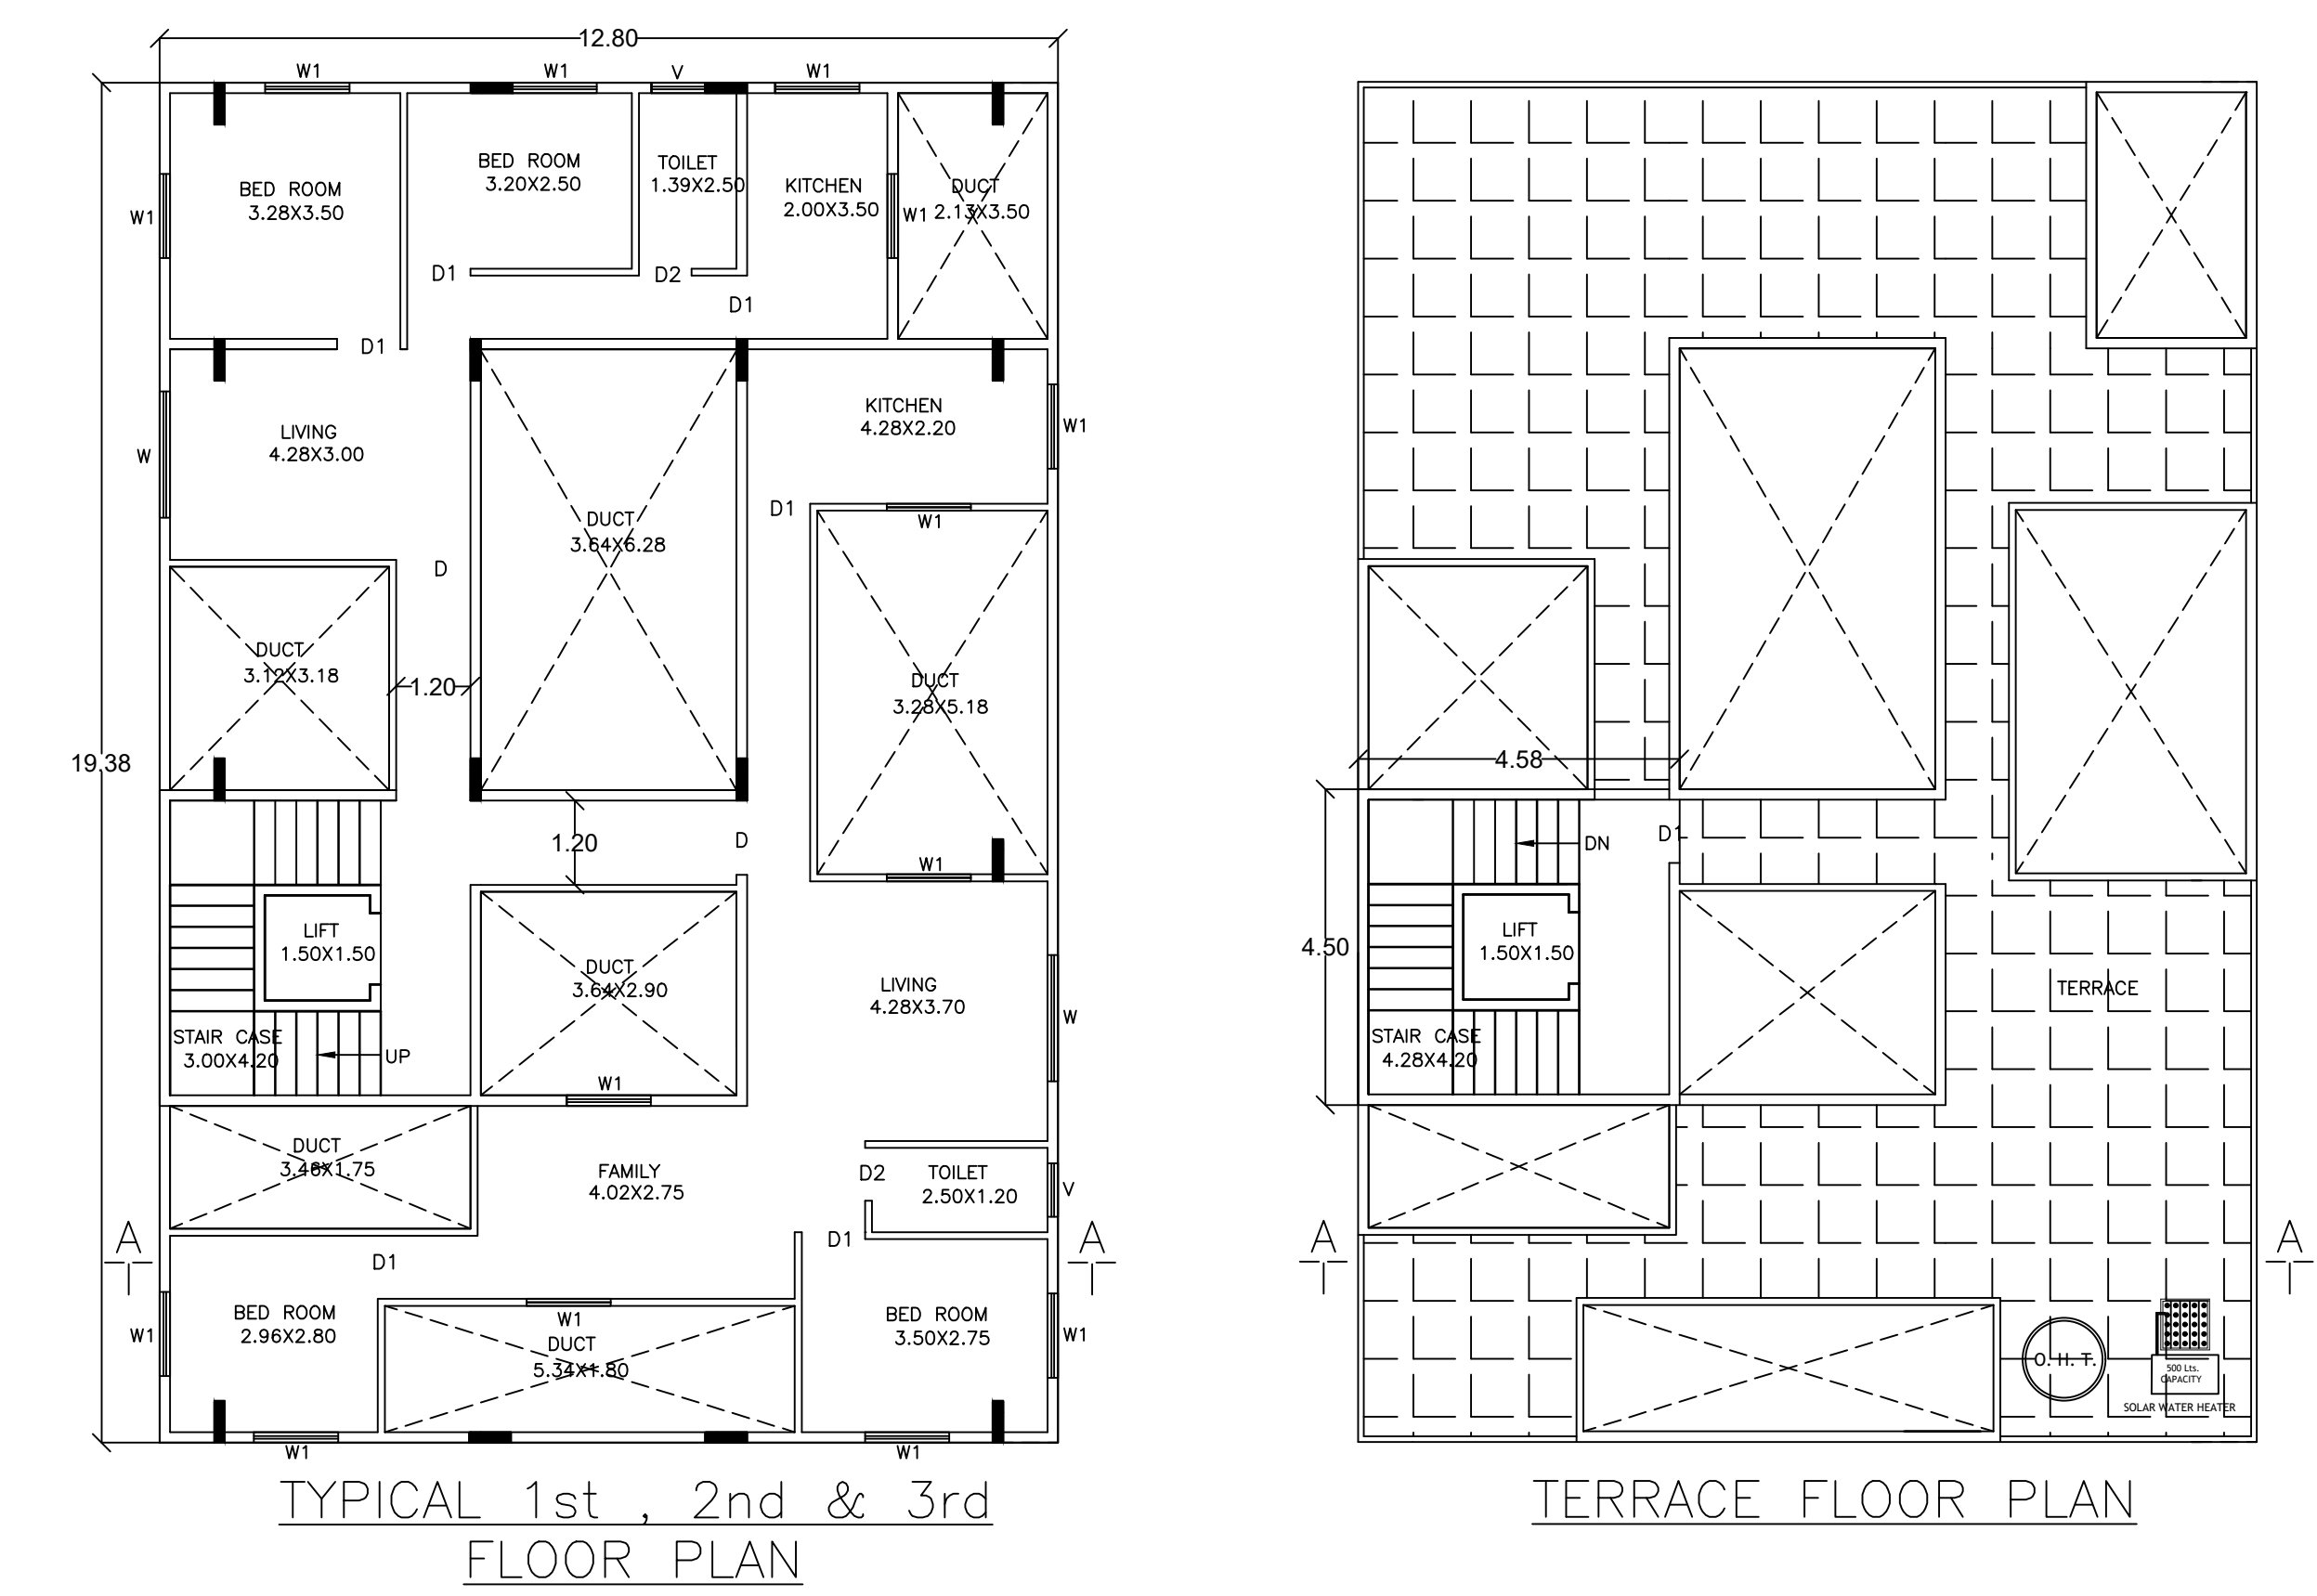 12.80
W1
W1
V
W1
BED ROOM
3.28X3.50
BED ROOM
3.20X2.50
TOILET
1.39X2.50
KITCHEN
2.00X3.50
DUCT
2.13X3.50
W1
W1
D1
D2
D1
D1
LIVING
4.28X3.00
KITCHEN
4.28X2.20
W
W1
D1
W1
DUCT
3.64X6.28
D
DUCT
3.12X3.18
1.20
DUCT
3.28X5.18
19.38
1.20
D
W1
LIFT
1.50X1.50
DUCT
3.64X2.90
LIVING
4.28X3.70
W
STAIR CASE
3.00X4.20
UP
W1
DUCT
3.48X1.75
FAMILY
4.02X2.75
D2
TOILET
2.50X1.20
V
A
A
D1
D1
BED ROOM
2.96X2.80
W1
W1
DUCT
5.34X1.80
BED ROOM
3.50X2.75
W1
W1
W1
TYPICAL 1st , 2nd & 3rd
FLOOR PLAN
4.58
D1
DN
4.50
LIFT
1.50X1.50
STAIR CASE
4.28X4.20
TERRACE
A
A
O. H. T.
500 Lts.
CAPACITY
SOLAR WATER HEATER
TERRACE FLOOR PLAN